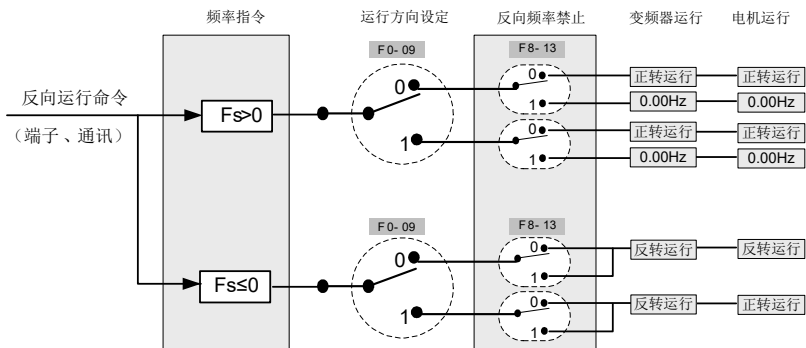 频率指令 运行方向设定 反向频率禁止 变频器运行 电机运行
F0-09 F8-13
反向运行命令
（端子、通讯）
Fs>0
0
1
0 正转运行 正转运行
1 0.00Hz 0.00Hz
0 正转运行 正转运行
1 0.00Hz 0.00Hz
F0-09 F8-13
Fs≤0
0
1
0 反转运行 反转运行
1
0 反转运行 正转运行
1